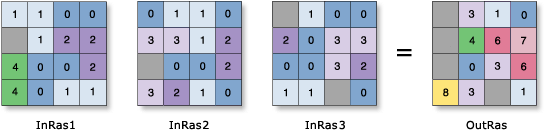 1 1 0 0 0 1 1 0 1 0 0 3 1 0
1 2 2 3 3 1 2 2 0 3 3 4 6 7
4 0 0 2 0 0 2 0 0 3 2 = 0 3 6
4 0 1 1 3 2 1 0 1 1 0 8 3 1
InRas1 InRas2 InRas3 OutRas